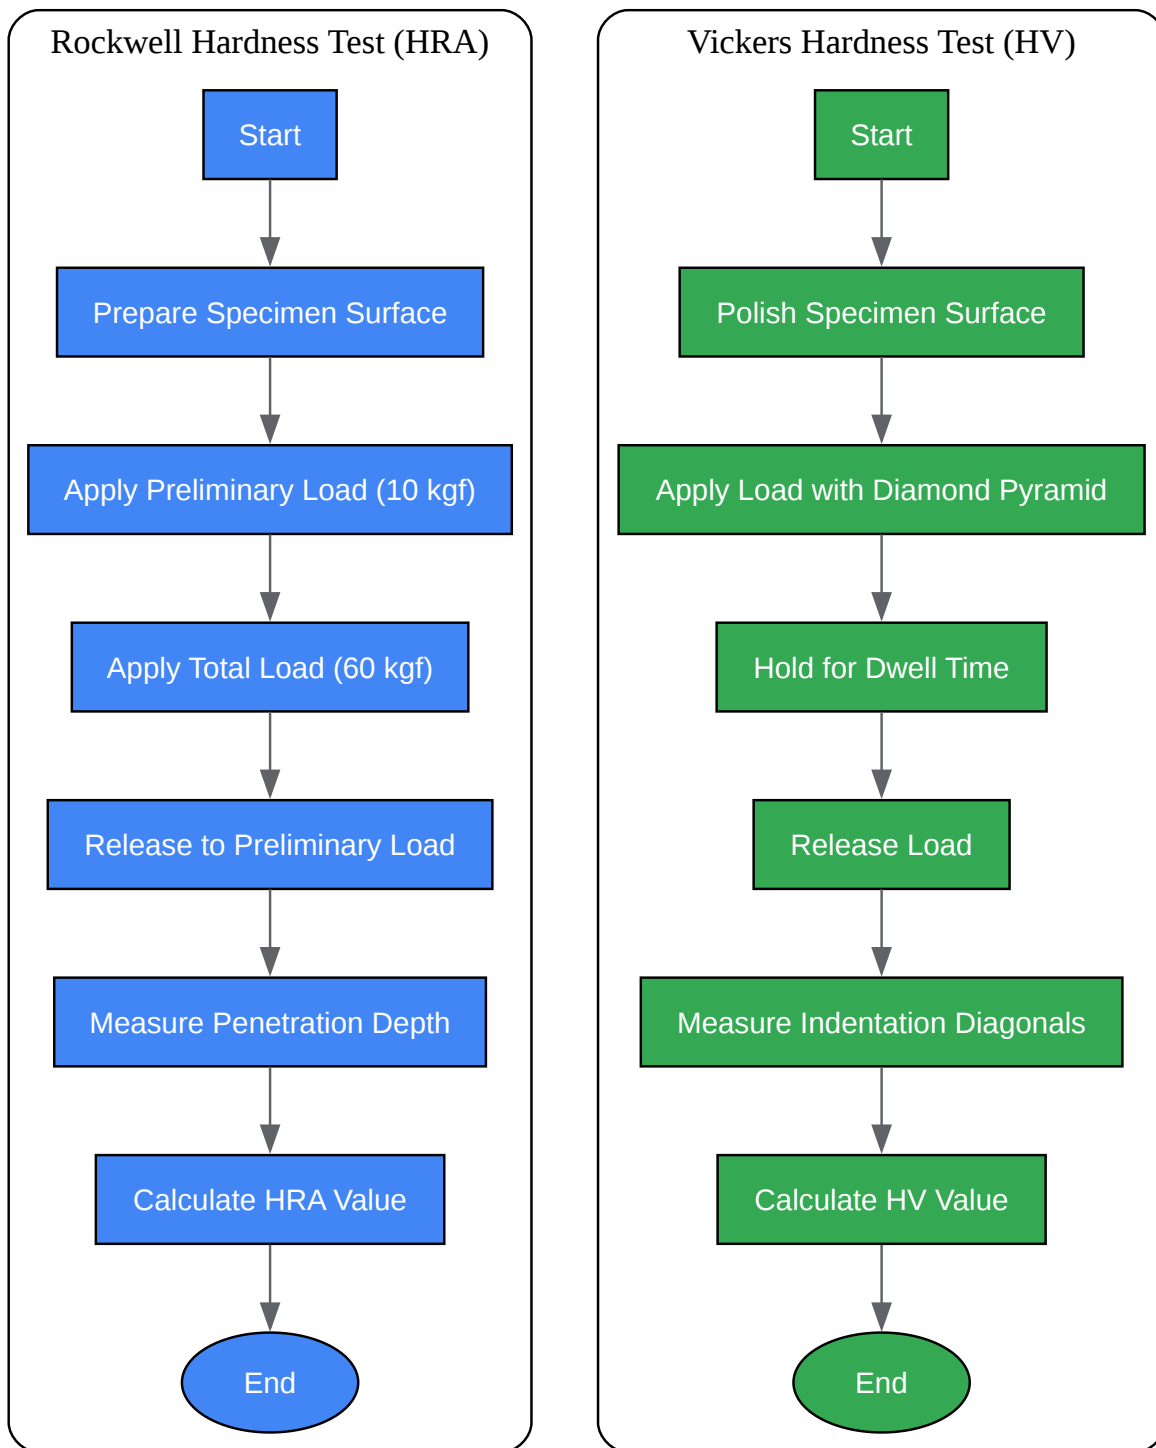 Rockwell Hardness Test (HRA)
Start
Prepare Specimen Surface
Apply Preliminary Load (10 kgf)
Apply Total Load (60 kgf)
Release to Preliminary Load
Measure Penetration Depth
Calculate HRA Value
End
Vickers Hardness Test (HV)
Start
Polish Specimen Surface
Apply Load with Diamond Pyramid
Hold for Dwell Time
Release Load
Measure Indentation Diagonals
Calculate HV Value
End